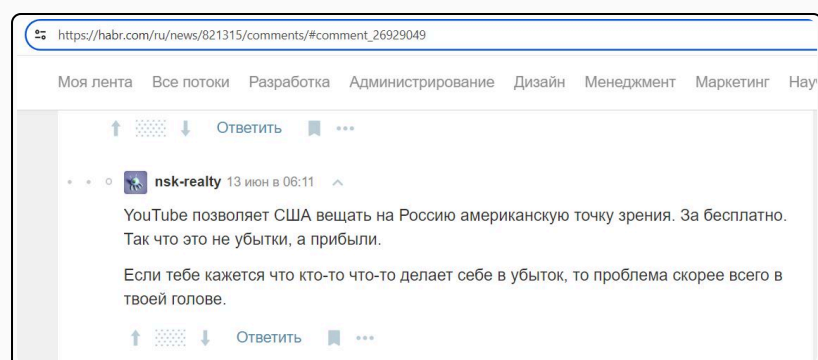 https://habr.com/ru/news/821315/comments/#comment_26929049
Моя лента Все потоки Разработка Администрирование Дизайн Менеджмент Маркетинг
Ответить
nsk-realty 13 июн в 06:11
YouTube позволяет США вещать на Россию американскую точку зрения. За бесплатно.
Так что это не убытки, а прибыли.
Если тебе кажется что кто-то что-то делает себе в убыток, то проблема скорее всего в
твоей голове.
Ответить